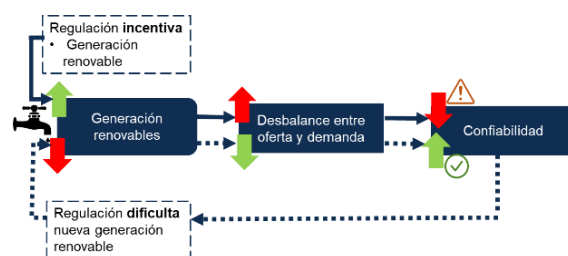 Regulación incentiva
• Generación
renovable
Generación
renovables
Desbalance entre
oferta y demanda
Confiabilidad
Regulación dificulta
nueva generación
renovable